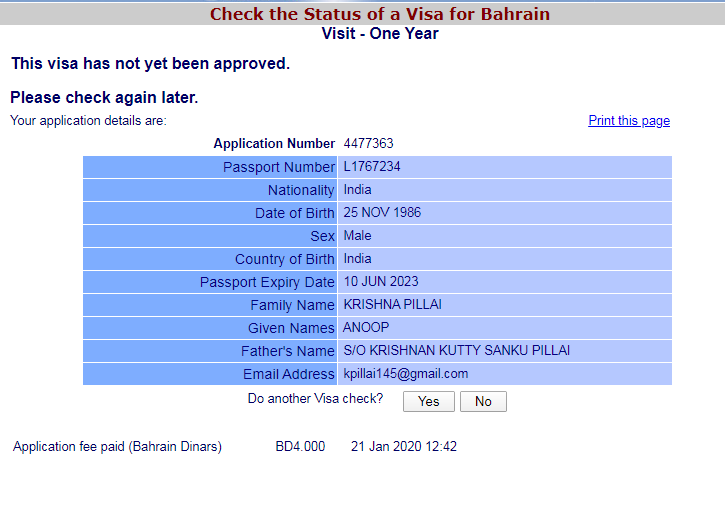 Check the Status of a Visa for Bahrain
Visit - One Year
This visa has not yet been approved.
Please check again later.
Your application details are: Print this page
Application Number 4477363
Passport Number L1767234
Nationality India
Date of Birth 25 NOV 1986
Sex Male
Country of Birth India
Passport Expiry Date 10 JUN 2023
Family Name KRISHNA PILLAI
Given Names ANOOP
Father's Name S/O KRISHNAN KUTTY SANKU PILLAI
Email Address kpillai145@gmail.com
Do another Visa check? Yes No
Application fee paid (Bahrain Dinars) BD4.000 21 Jan 2020 12:42